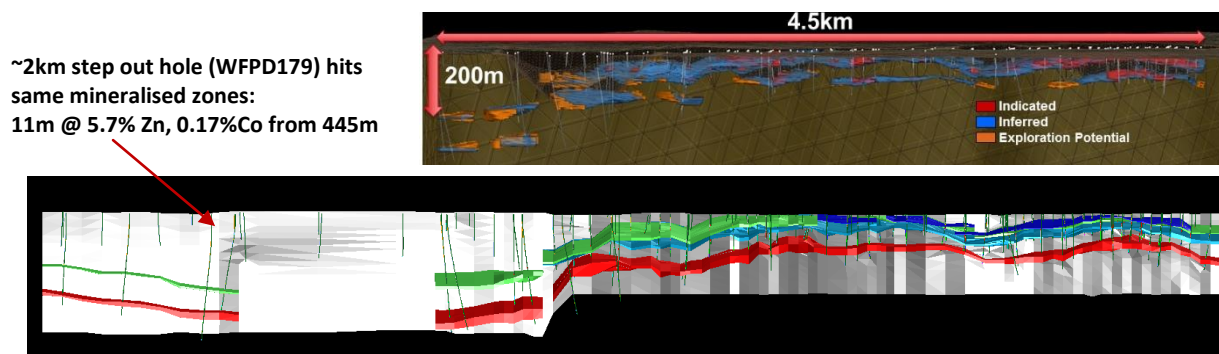 ~2km step out hole (WFPD179) hits
same mineralised zones:
11m @ 5.7% Zn, 0.17%Co from 445m
4.5km
200m
Indicated
Inferred
Exploration Potential